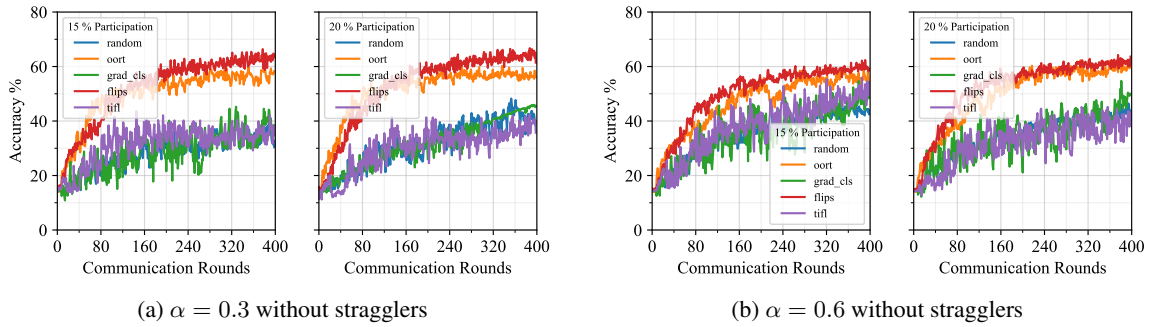 80
60
40
20
0
Accuracy %
15 % Participation
random
oort
grad_cls
flips
tifl
0 80 160 240 320 400
Communication Rounds
20 % Participation
random
oort
grad_cls
flips
tifl
0 80 160 240 320 400
Communication Rounds
(a) α = 0.3 without stragglers
80
60
40
20
0
Accuracy %
15 % Participation
random
oort
grad_cls
flips
tifl
0 80 160 240 320 400
Communication Rounds
20 % Participation
random
oort
grad_cls
flips
tifl
0 80 160 240 320 400
Communication Rounds
(b) α = 0.6 without stragglers